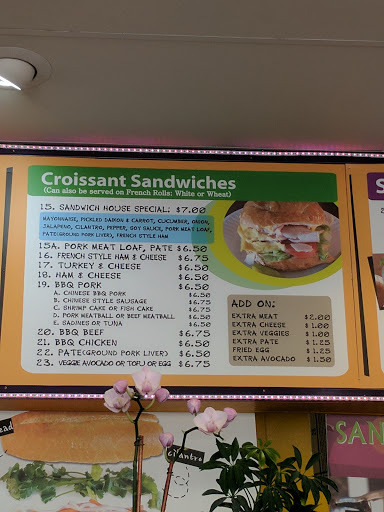 Croissant Sandwiches
(Can also be served on French Rolls: White or Wheat)
15. SANDWICH HOUSE SPECIAL: $7.00
MAYONNAISE, PICKLED DAIKON & CARROT, CUCUMBER, ONION,
JALAPENO, CILANTRO, PEPPER, SOY SAUCE, PORK MEAT LOAF,
PATE(GROUND PORK LIVER), FRENCH STYLE HAM
15A. PORK MEAT LOAF, PATE $6.50
16. FRENCH STYLE HAM & CHEESE $6.75
17. TURKEY & CHEESE $6.50
18. HAM & CHEESE $6.50
19. BBQ PORK $6.50
A. CHINESE BBQ PORK $6.50
B. CHINESE STYLE SAUSAGE $6.75
C. SHRIMP CAKE OR FISH CAKE $6.75
D. PORK MEATBALL OR BEEF MEATBALL $6.50
E. SADINES OR TUNA $6.50
20. BBQ BEEF $6.75
21. BBQ CHICKEN $6.50
22. PATE(GROUND PORK LIVER) $6.50
23. VEGGIE AVOCADO OR TOFU OR EGG $6.75
ADD ON:
EXTRA MEAT $2.00
EXTRA CHEESE $1.00
EXTRA VEGGIES $1.00
EXTRA PATE $1.25
FRIED EGG $1.25
EXTRA AVOCADO $1.50
S
ead
cilantro
SAN